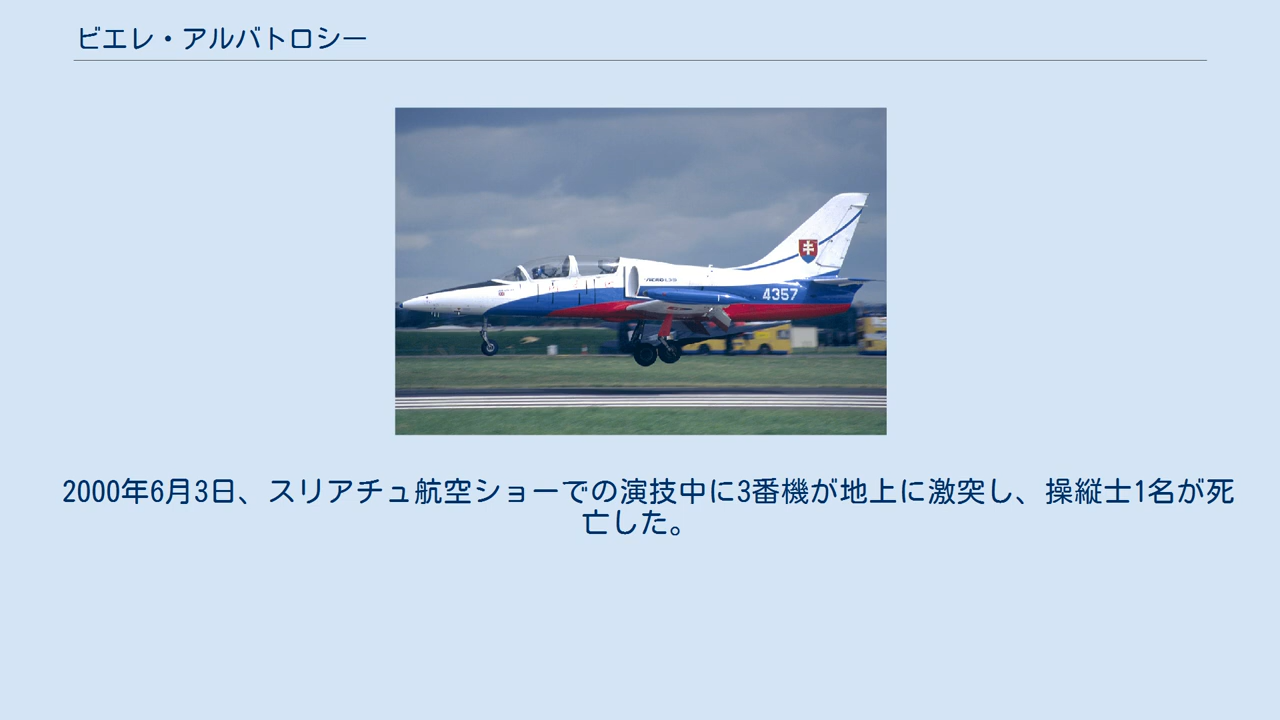 ビエレ・アルバトロシー
4357
2000年6月3日、スリアチュ航空ショーでの演技中に3番機が地上に激突し、操縦士1名が死
亡した。